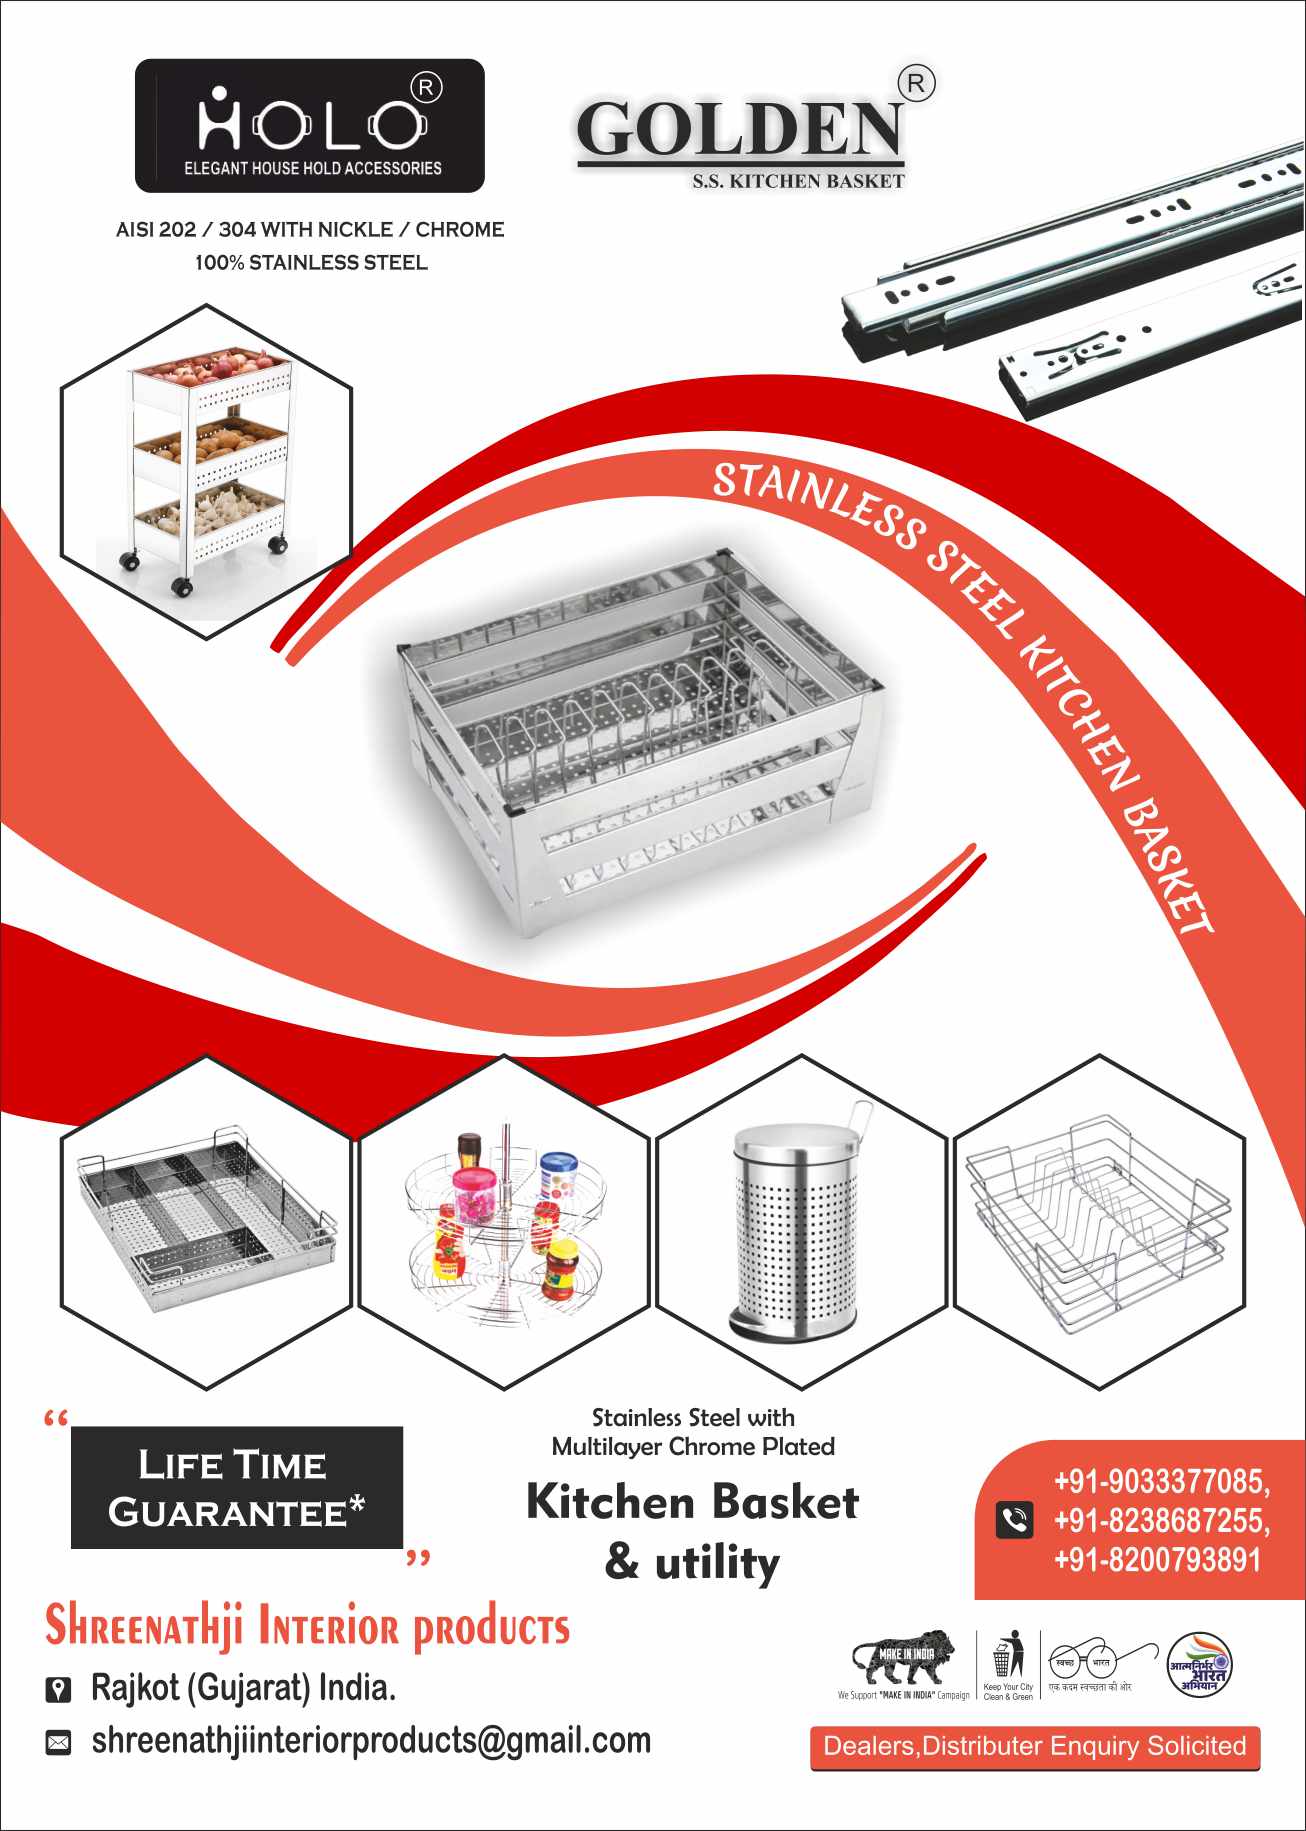 HOLO ®
ELEGANT HOUSE HOLD ACCESSORIES
GOLDEN ®
S.S. KITCHEN BASKET
AISI 202 / 304 WITH NICKLE / CHROME
100% STAINLESS STEEL
STAINLESS STEEL KITCHEN BASKET
“
LIFE TIME
GUARANTEE*
”
Stainless Steel with
Multilayer Chrome Plated
Kitchen Basket
& utility
+91-9033377085,
+91-8238687255,
+91-8200793891
SHREENATHji INTERIOR pRODUCTS
Rajkot (Gujarat) India.
shreenathjiinteriorproducts@gmail.com
MAKE IN INDIA
We Support "MAKE IN INDIA" Campaign
Keep Your City
Clean & Green
स्वच्छ भारत
एक कदम स्वच्छता की ओर
आत्मनिर्भर
भारत
अभियान
Dealers,Distributer Enquiry Solicited